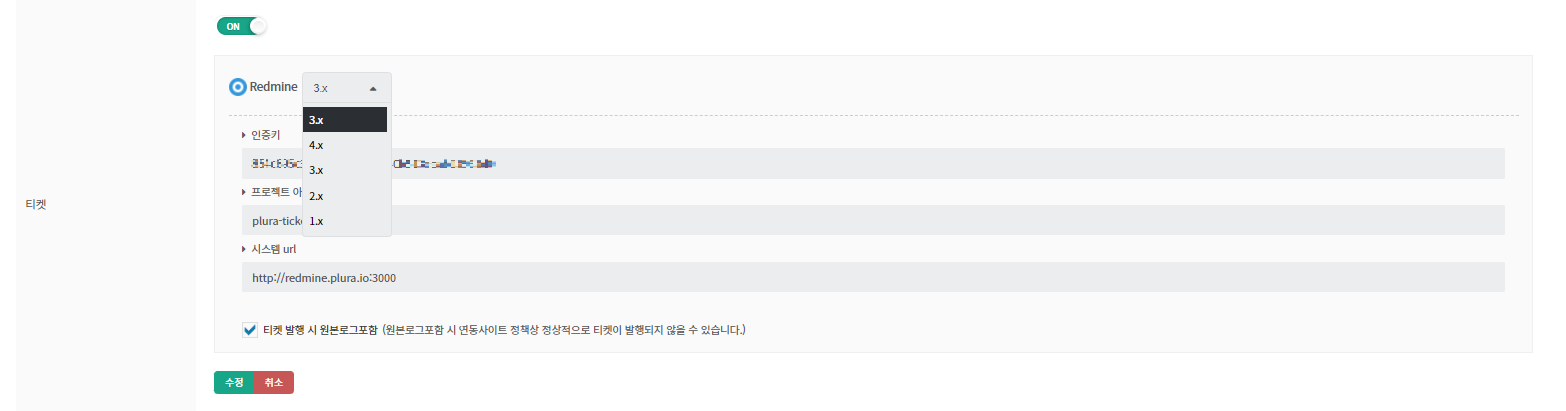 ON
Redmine 3.x
3.x
인증키
4.x
3.x
프로젝트
2.x
티켓
plura-ticke
1.x
시스템 url
http://redmine.plura.io:3000
티켓 발행 시 원본로그포함 (원본로그포함 시 연동사이트 정책상 정상적으로 티켓이 발행되지 않을 수 있습니다.)
수정 취소